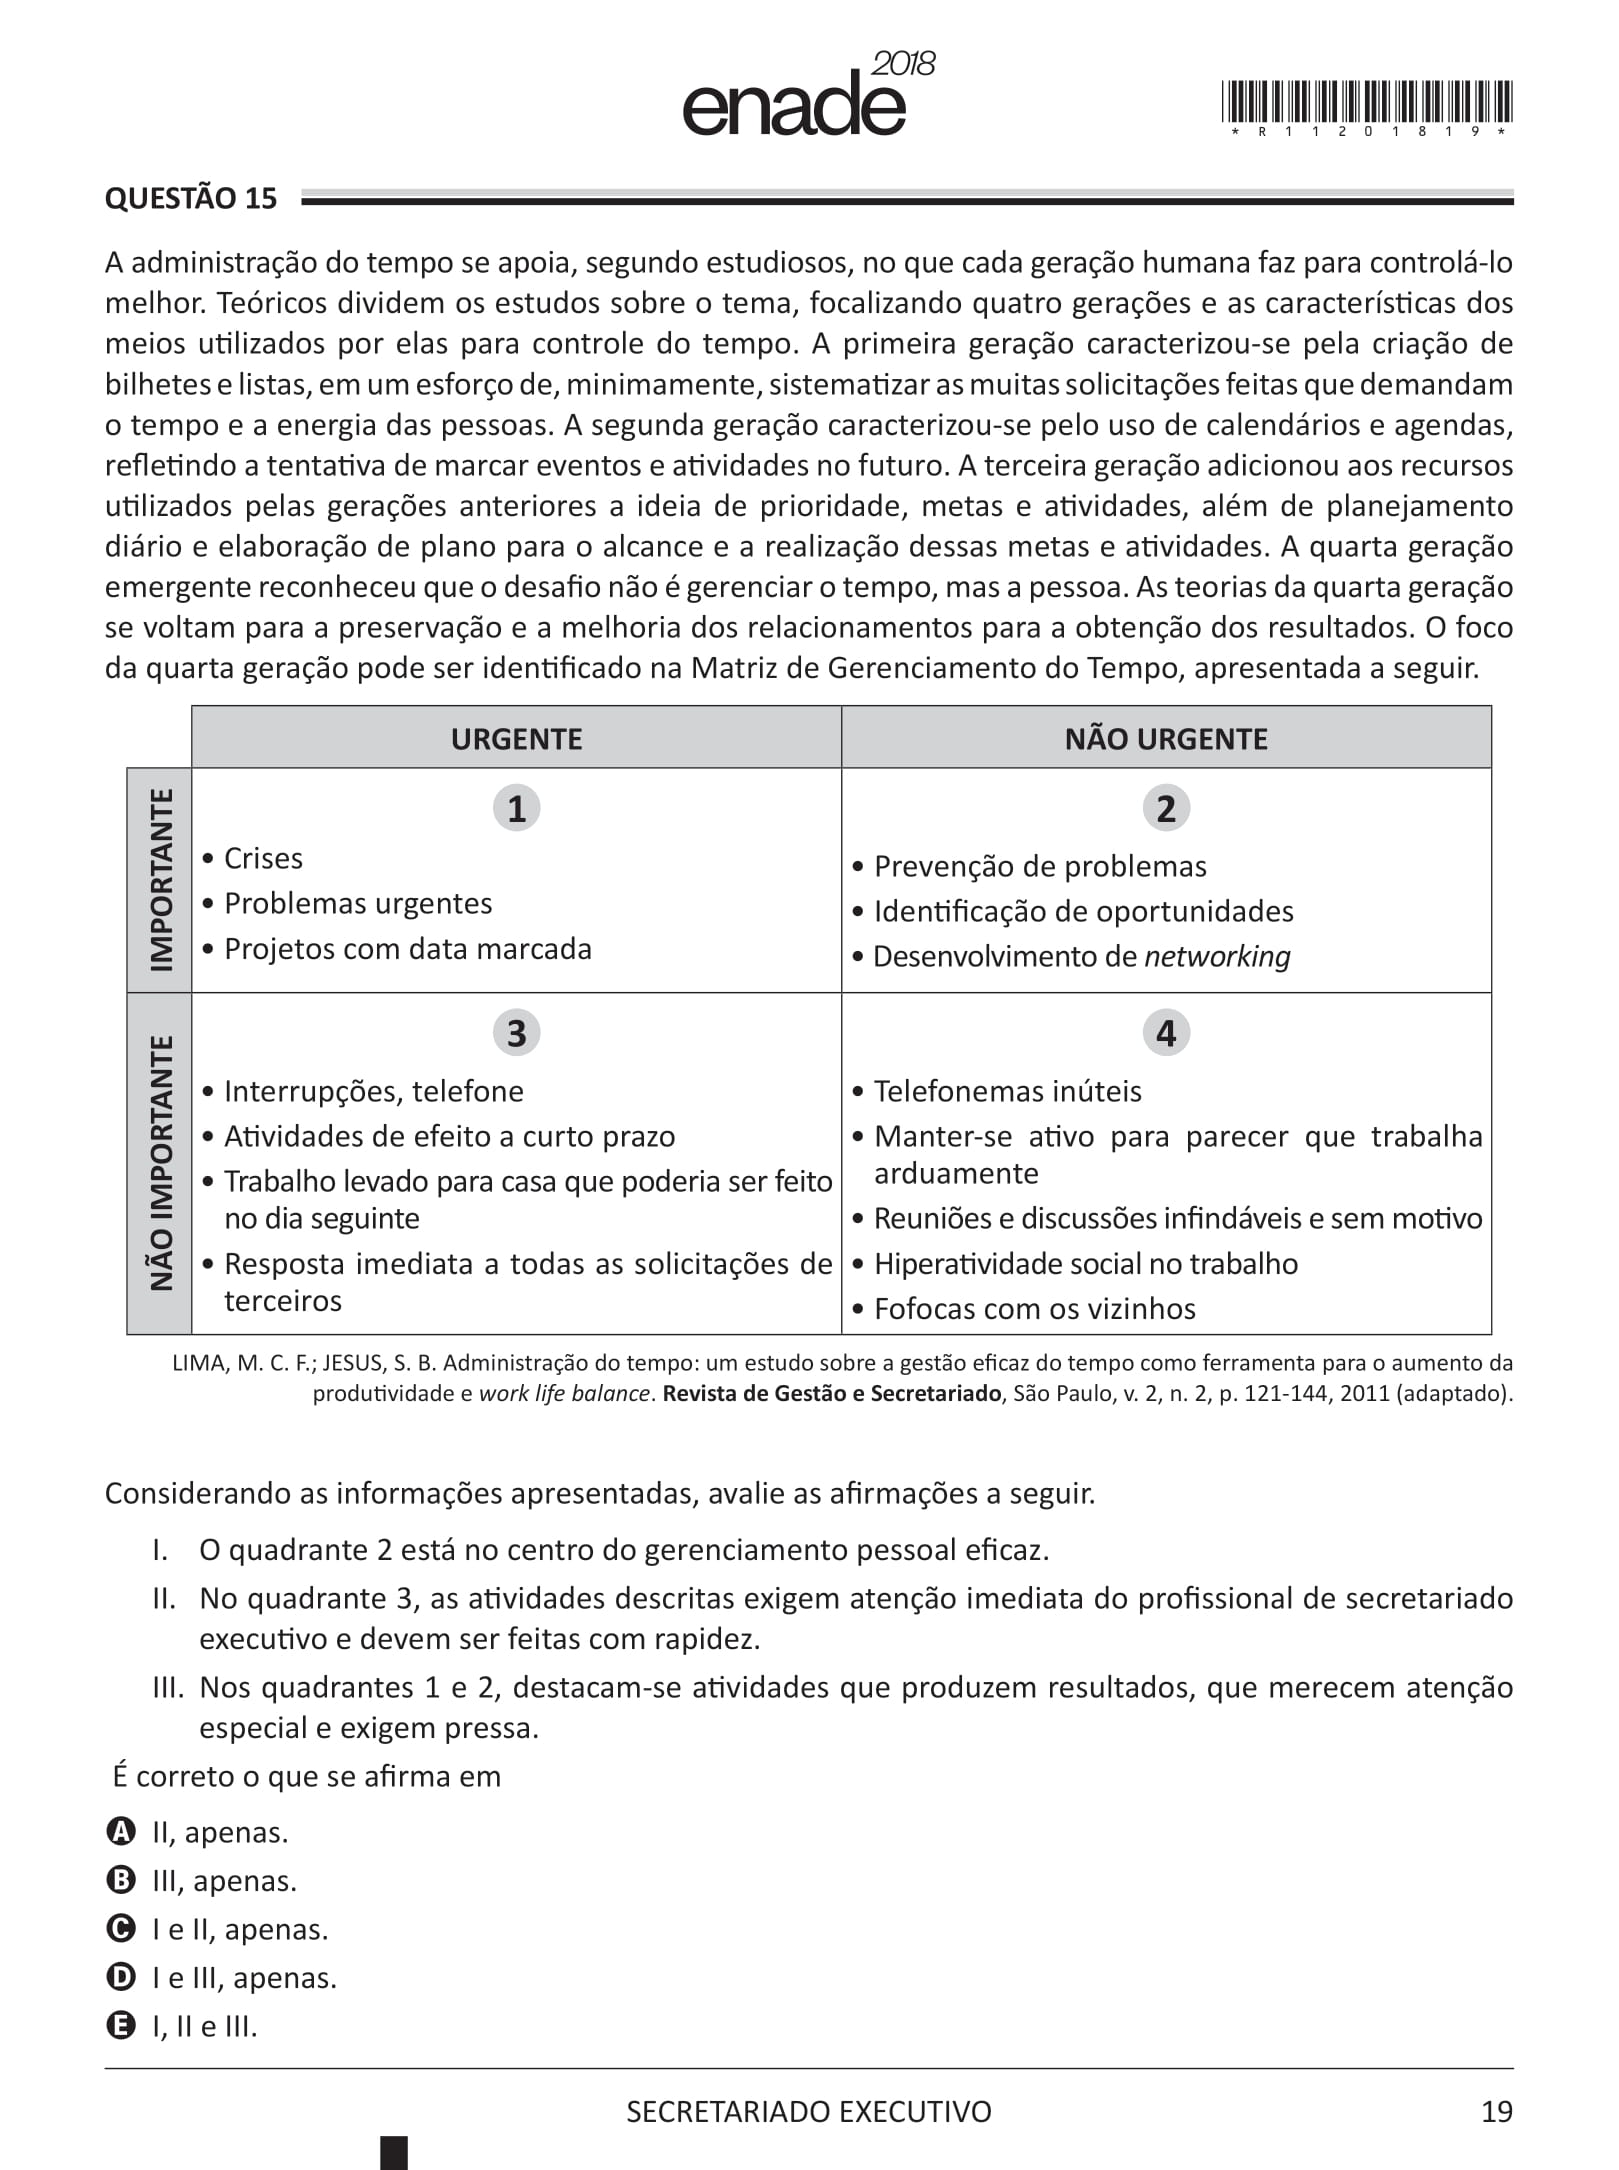 enade 2018
*R11201819*
QUESTÃO 15
A administração do tempo se apoia, segundo estudiosos, no que cada geração humana faz para controlá-lo
melhor. Teóricos dividem os estudos sobre o tema, focalizando quatro gerações e as características dos
meios utilizados por elas para controle do tempo. A primeira geração caracterizou-se pela criação de
bilhetes e listas, em um esforço de, minimamente, sistematizar as muitas solicitações feitas que demandam
o tempo e a energia das pessoas. A segunda geração caracterizou-se pelo uso de calendários e agendas,
refletindo a tentativa de marcar eventos e atividades no futuro. A terceira geração adicionou aos recursos
utilizados pelas gerações anteriores a ideia de prioridade, metas e atividades, além de planejamento
diário e elaboração de plano para o alcance e a realização dessas metas e atividades. A quarta geração
emergente reconheceu que o desafio não é gerenciar o tempo, mas a pessoa. As teorias da quarta geração
se voltam para a preservação e a melhoria dos relacionamentos para a obtenção dos resultados. O foco
da quarta geração pode ser identificado na Matriz de Gerenciamento do Tempo, apresentada a seguir.
URGENTE
NÃO URGENTE
IMPORTANTE
1
• Crises
• Problemas urgentes
• Projetos com data marcada
2
• Prevenção de problemas
• Identificação de oportunidades
• Desenvolvimento de networking
NÃO IMPORTANTE
3
• Interrupções, telefone
• Atividades de efeito a curto prazo
• Trabalho levado para casa que poderia ser feito
no dia seguinte
• Resposta imediata a todas as solicitações de
terceiros
4
• Telefonemas inúteis
• Manter-se ativo para parecer que trabalha
arduamente
• Reuniões e discussões infindáveis e sem motivo
• Hiperatividade social no trabalho
• Fofocas com os vizinhos
LIMA, M. C. F.; JESUS, S. B. Administração do tempo: um estudo sobre a gestão eficaz do tempo como ferramenta para o aumento da
produtividade e work life balance. Revista de Gestão e Secretariado, São Paulo, v. 2, n. 2, p. 121-144, 2011 (adaptado).
Considerando as informações apresentadas, avalie as afirmações a seguir.
I. O quadrante 2 está no centro do gerenciamento pessoal eficaz.
II. No quadrante 3, as atividades descritas exigem atenção imediata do profissional de secretariado
executivo e devem ser feitas com rapidez.
III. Nos quadrantes 1 e 2, destacam-se atividades que produzem resultados, que merecem atenção
especial e exigem pressa.
É correto o que se afirma em
A II, apenas.
B III, apenas.
C I e II, apenas.
D I e III, apenas.
E I, II e III.
SECRETARIADO EXECUTIVO
19